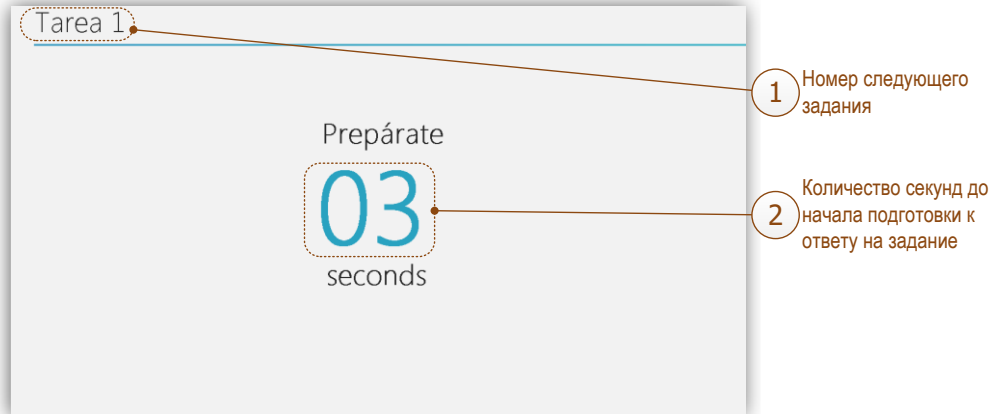 Tarea 1
Prepárate
03
seconds
1
Номер следующего
задания
2
Количество секунд до
начала подготовки к
ответу на задание